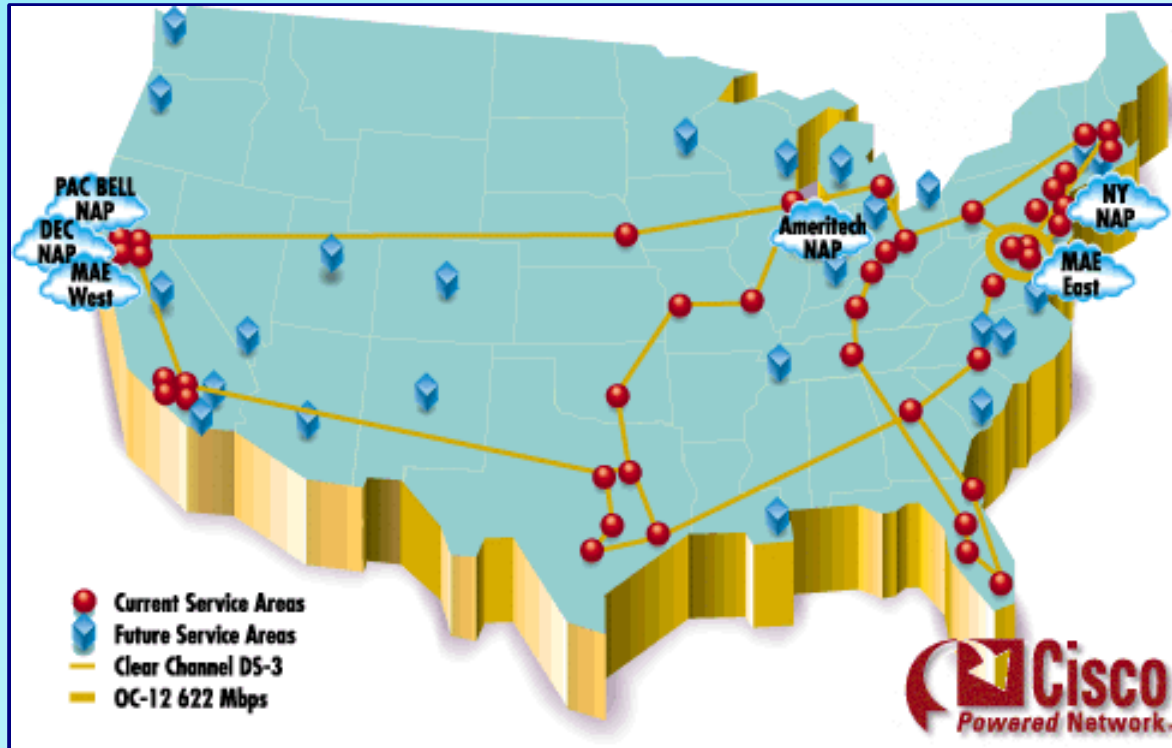 PAC BELL
NAP
DEC
NAP
MAE
West
Ameritech
NAP
NY
NAP
MAE
East
Current Service Areas
Future Service Areas
Clear Channel DS-3
OC-12 622 Mbps
Cisco
Powered Network